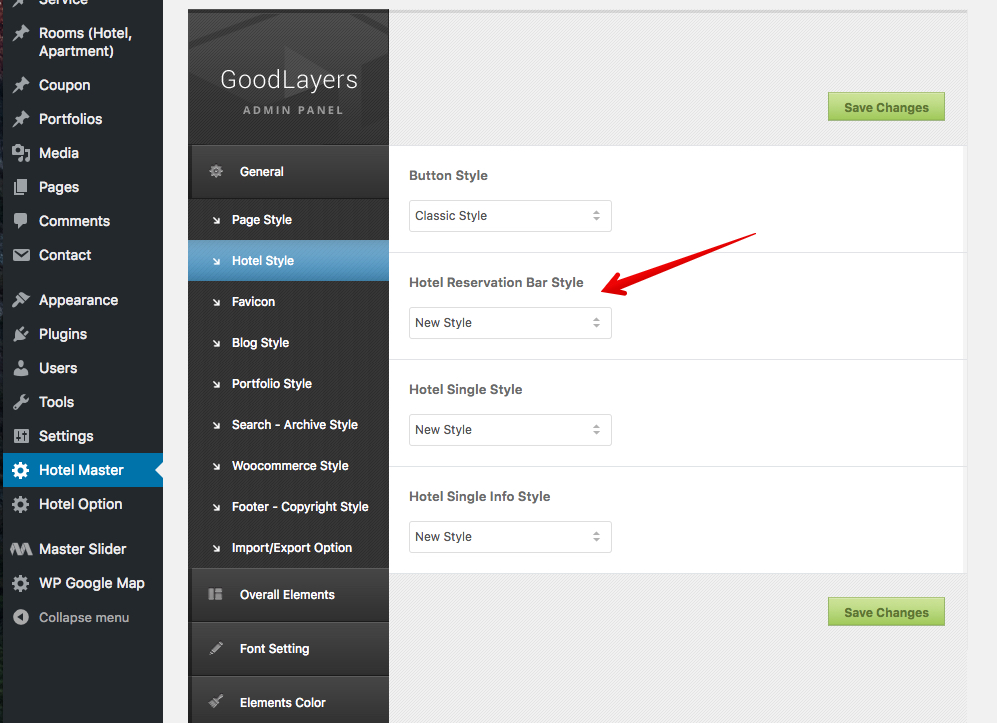 Service
Rooms (Hotel,
Apartment)
Coupon
Portfolios
Media
Pages
Comments
Contact
Appearance
Plugins
Users
Tools
Settings
Hotel Master
Hotel Option
Master Slider
WP Google Map
Collapse menu
GoodLayers
ADMIN PANEL
General
Page Style
Hotel Style
Favicon
Blog Style
Portfolio Style
Search - Archive Style
Woocommerce Style
Footer - Copyright Style
Import/Export Option
Overall Elements
Font Setting
Elements Color
Save Changes
Button Style
Classic Style
Hotel Reservation Bar Style
New Style
Hotel Single Style
New Style
Hotel Single Info Style
New Style
Save Changes